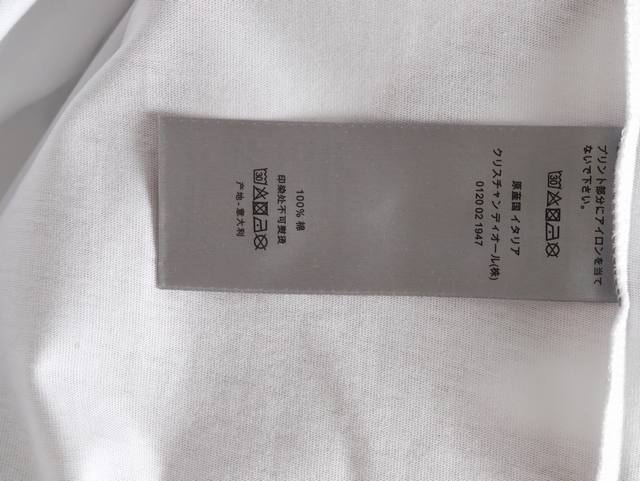 プリント部分にアイロンを当て
ないで下さい。
原産国 イタリア
クリスチャン ディオール(株)
0120 02 1947
100% 棉
印染处不可熨烫
30
产地:意大利